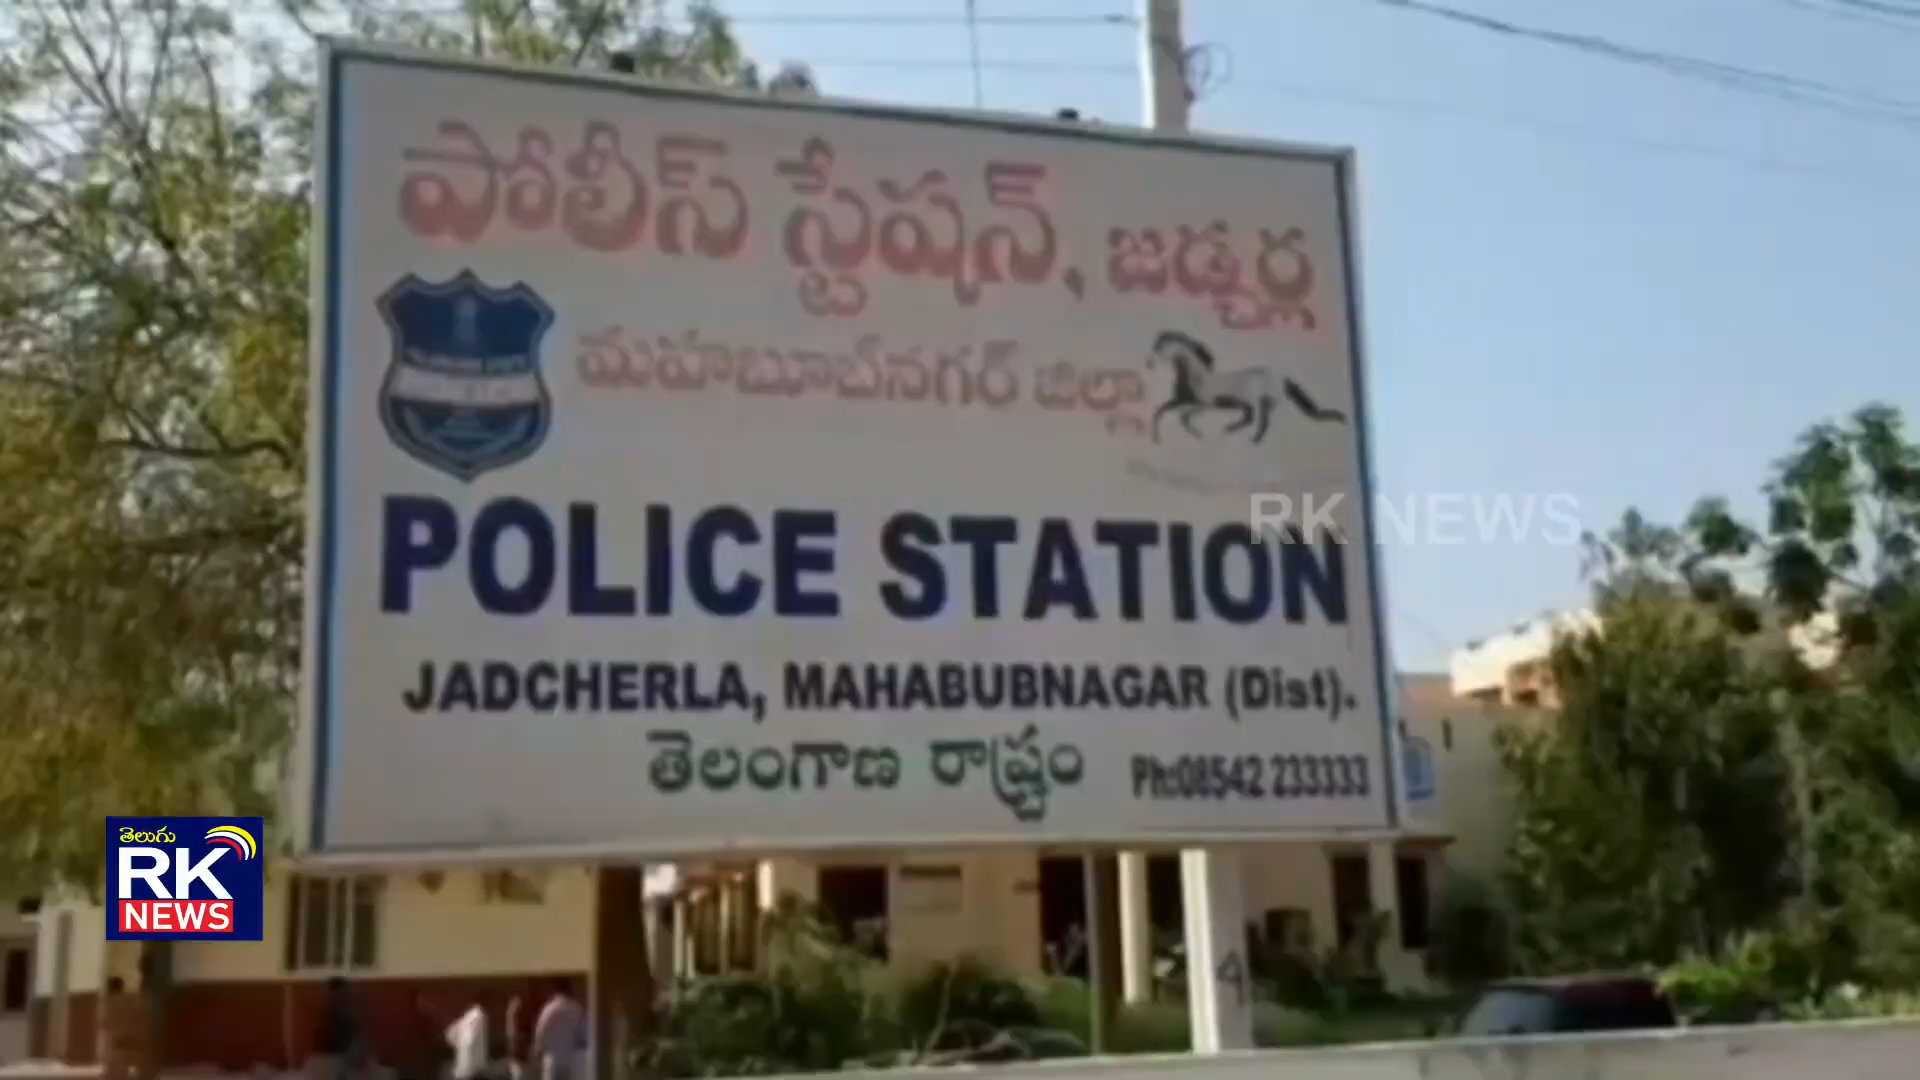 పోలీస్ స్టేషన్, జడ్చర్ల
మహబూబ్‌నగర్ జిల్లా
POLICE STATION
RK NEWS
JADCHERLA, MAHABUBNAGAR (Dist).
తెలంగాణ రాష్ట్రం
Ph:08542 233333
తెలుగు
RK
NEWS